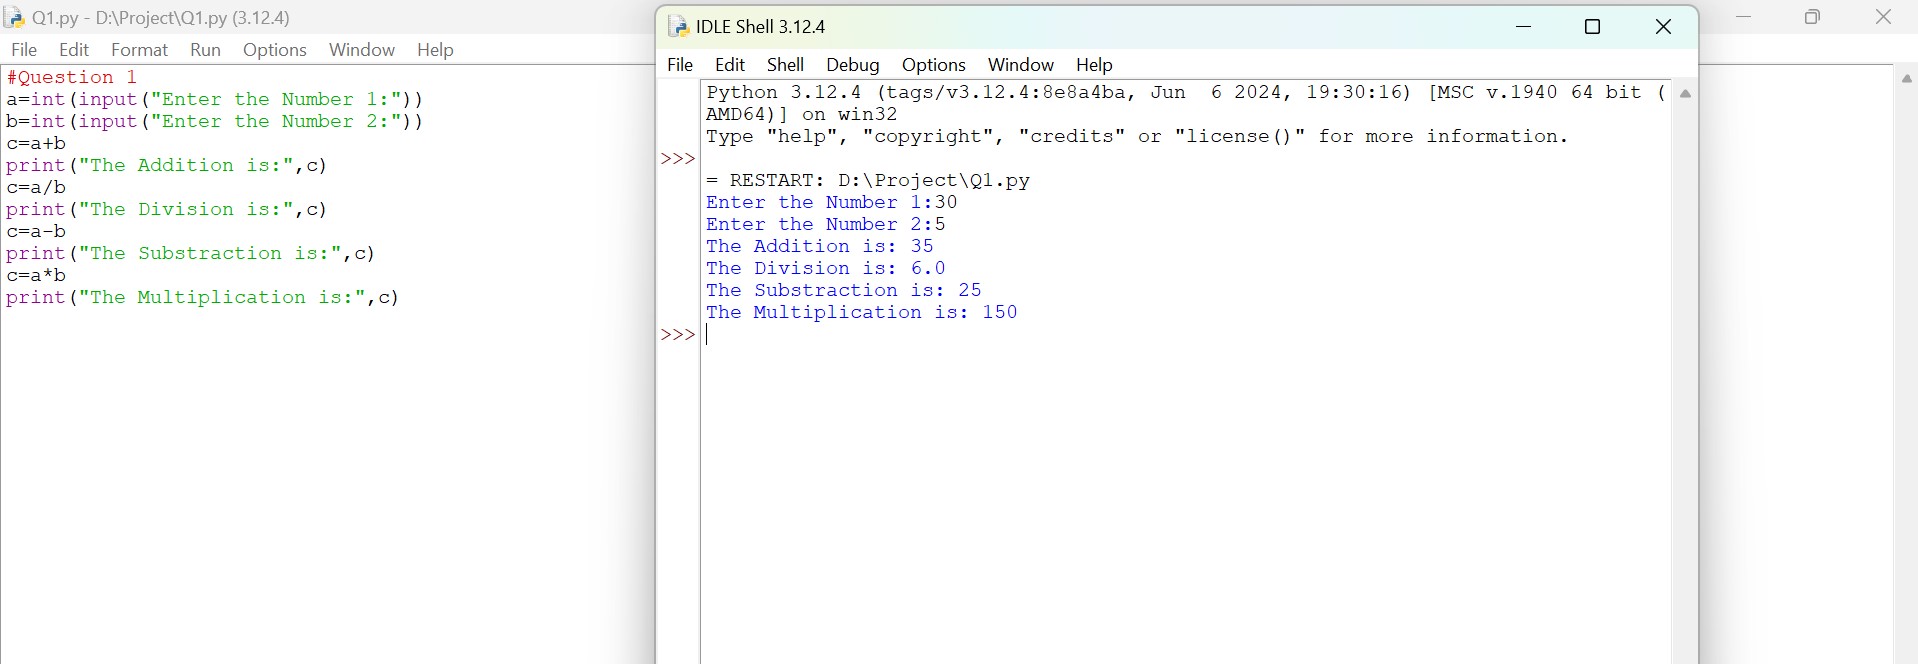 Q1.py - D:\Project\Q1.py (3.12.4)
File Edit Format Run Options Window Help
#Question 1
a=int(input("Enter the Number 1:"))
b=int(input("Enter the Number 2:"))
c=a+b
print("The Addition is:",c)
c=a/b
print("The Division is:",c)
c=a-b
print("The Substraction is:",c)
c=a*b
print("The Multiplication is:",c)
IDLE Shell 3.12.4
File Edit Shell Debug Options Window Help
Python 3.12.4 (tags/v3.12.4:8e8a4ba, Jun  6 2024, 19:30:16) [MSC v.1940 64 bit (
AMD64)] on win32
Type "help", "copyright", "credits" or "license()" for more information.
>>>
= RESTART: D:\Project\Q1.py
Enter the Number 1:30
Enter the Number 2:5
The Addition is: 35
The Division is: 6.0
The Substraction is: 25
The Multiplication is: 150
>>>